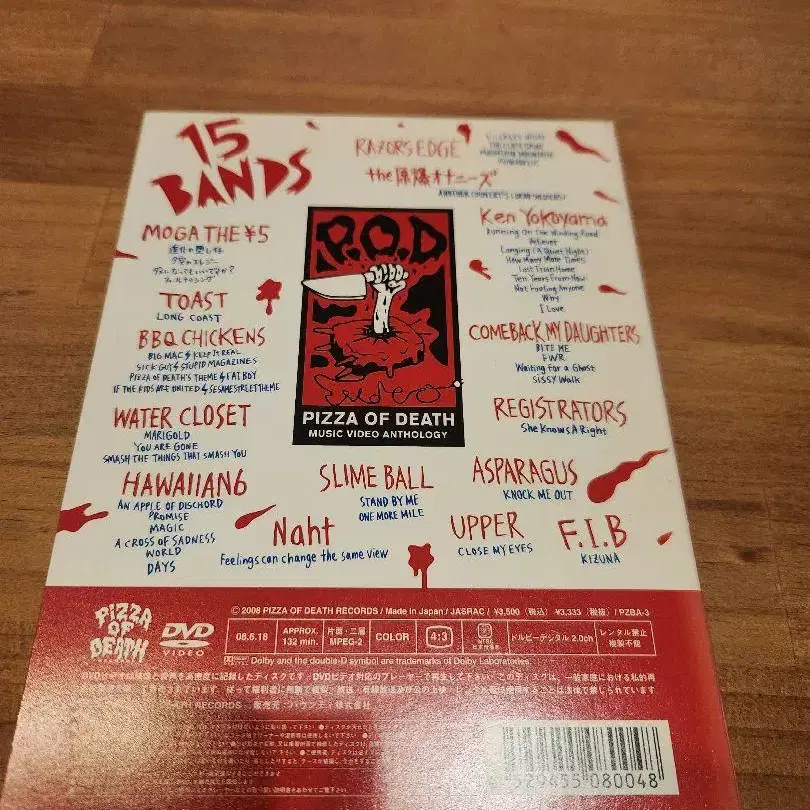 15
BANDS
RAZORS EDGE
MOUNTAIN MOUNTAIN
the 原爆オナニーズ
MOGA THE ¥5
TOAST
LONG COAST
BBQ CHICKENS
BIG MAC ϟ KEEP IT REAL
SICK GUY ϟ STUPID MAGAZINES
PIZZA OF DEATH'S THEME ϟ FAT BOY
IF THE KIDS ARE UNITED ϟ SESAME STREET THEME
WATER CLOSET
MARIGOLD
YOU ARE GONE
SMASH THE THINGS THAT SMASH YOU
HAWAIIAN6
AN APPLE OF DISCHORD
PROMISE
MAGIC
A CROSS OF SADNESS
WORLD
DAYS
P.O.D
Video
PIZZA OF DEATH
MUSIC VIDEO ANTHOLOGY
Ken Yokoyama
Running On The Winding Road
Believer
Longing (A Quiet Night)
How Many More Times
Last Train Home
Ten Years From Now
Not Fooling Anyone
Why
I Love
COMEBACK MY DAUGHTERS
BITE ME
FWR
Waiting for a Ghost
SISSY Walk
REGISTRATORS
She Knows A Right
SLIME BALL
STAND BY ME
ONE MORE MILE
ASPARAGUS
KNOCK ME OUT
Naht
Feelings can change the same view
UPPER
CLOSE MY EYES
F.I.B
KIZUNA
PIZZA
OF
DEATH
DVD
VIDEO
Ⓒ2008 PIZZA OF DEATH RECORDS / Made in Japan / JASRAC / ¥3,500（税込） ¥3,333（税抜） / PZBA-3
08.6.18
APPROX.
132 min.
片面・二層
MPEG-2
COLOR
4:3
ドルビーデジタル 2.0ch
レンタル禁止
複製不能
Dolby and the double-D symbol are trademarks of Dolby Laboratories
529455 080048